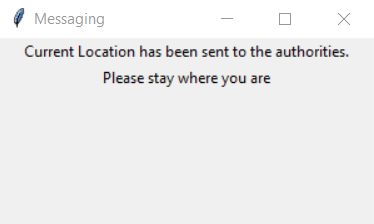 Messaging
Current Location has been sent to the authorities.
Please stay where you are